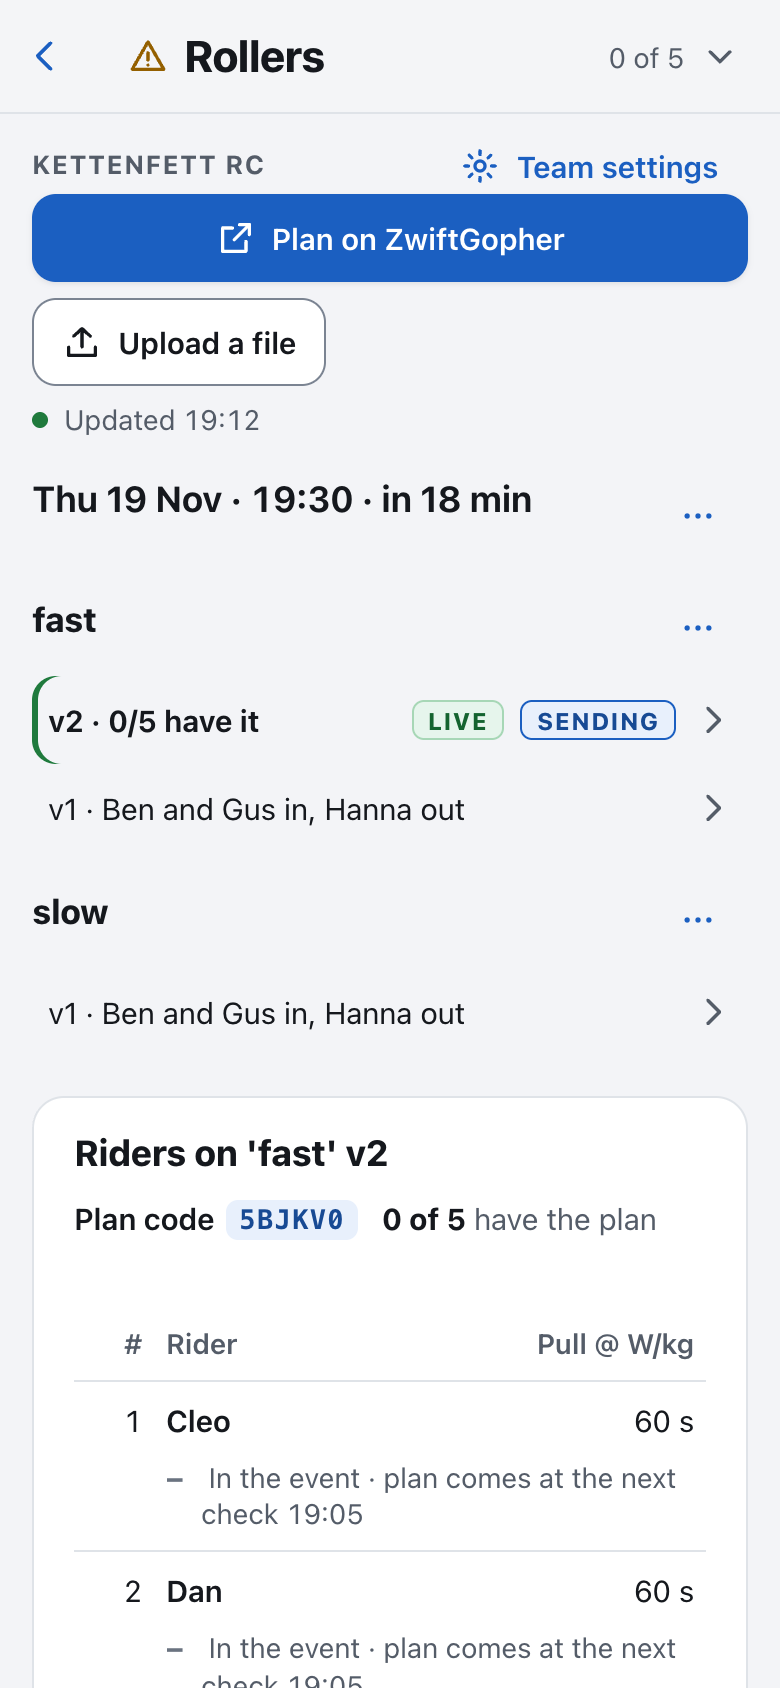 Rollers
0 of 5
KETTENFETT RC
Team settings
Plan on ZwiftGopher
Upload a file
Updated 19:12
Thu 19 Nov · 19:30 · in 18 min
...
fast
...
v2 · 0/5 have it
LIVE
SENDING
v1 · Ben and Gus in, Hanna out
slow
...
v1 · Ben and Gus in, Hanna out
Riders on 'fast' v2
Plan code 5BJKV0 0 of 5 have the plan
# Rider Pull @ W/kg
1 Cleo 60 s
– In the event · plan comes at the next
check 19:05
2 Dan 60 s
– In the event · plan comes at the next
check 19:05